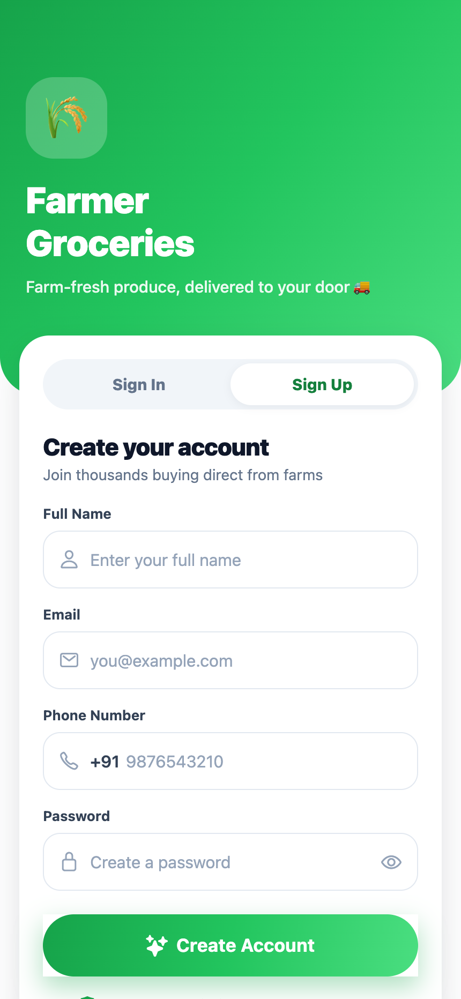 Farmer
Groceries
Farm-fresh produce, delivered to your door 🚚
Sign In
Sign Up
Create your account
Join thousands buying direct from farms
Full Name
Enter your full name
Email
you@example.com
Phone Number
+91 9876543210
Password
Create a password
Create Account